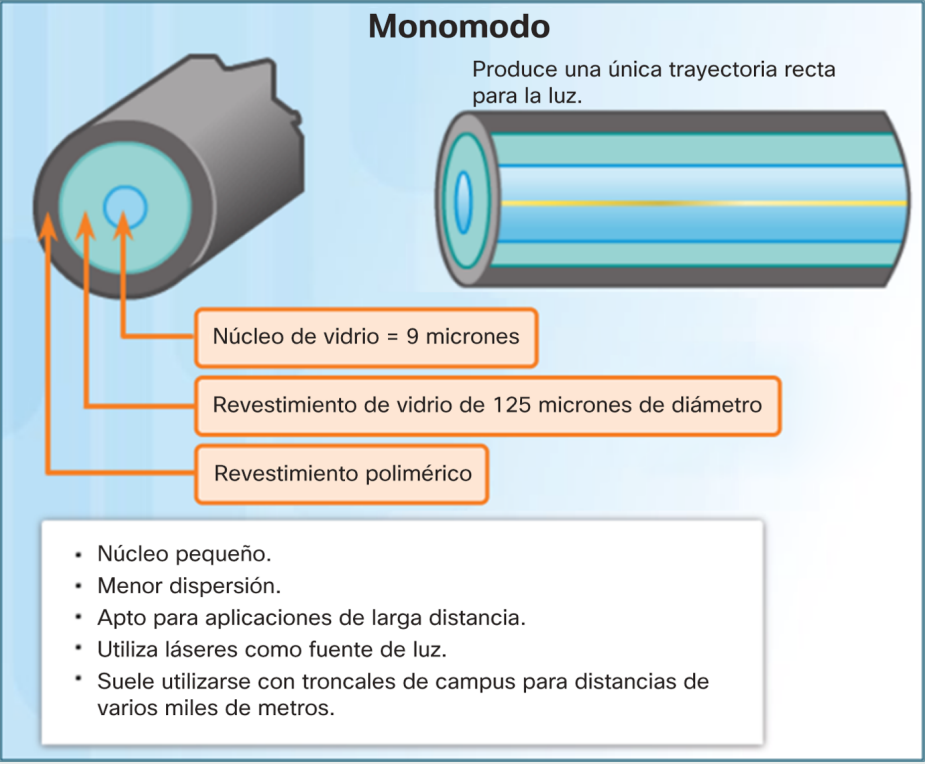 Monomodo
Produce una única trayectoria recta
para la luz.
Núcleo de vidrio = 9 micrones
Revestimiento de vidrio de 125 micrones de diámetro
Revestimiento polimérico
• Núcleo pequeño.
• Menor dispersión.
• Apto para aplicaciones de larga distancia.
• Utiliza láseres como fuente de luz.
• Suele utilizarse con troncales de campus para distancias de
varios miles de metros.